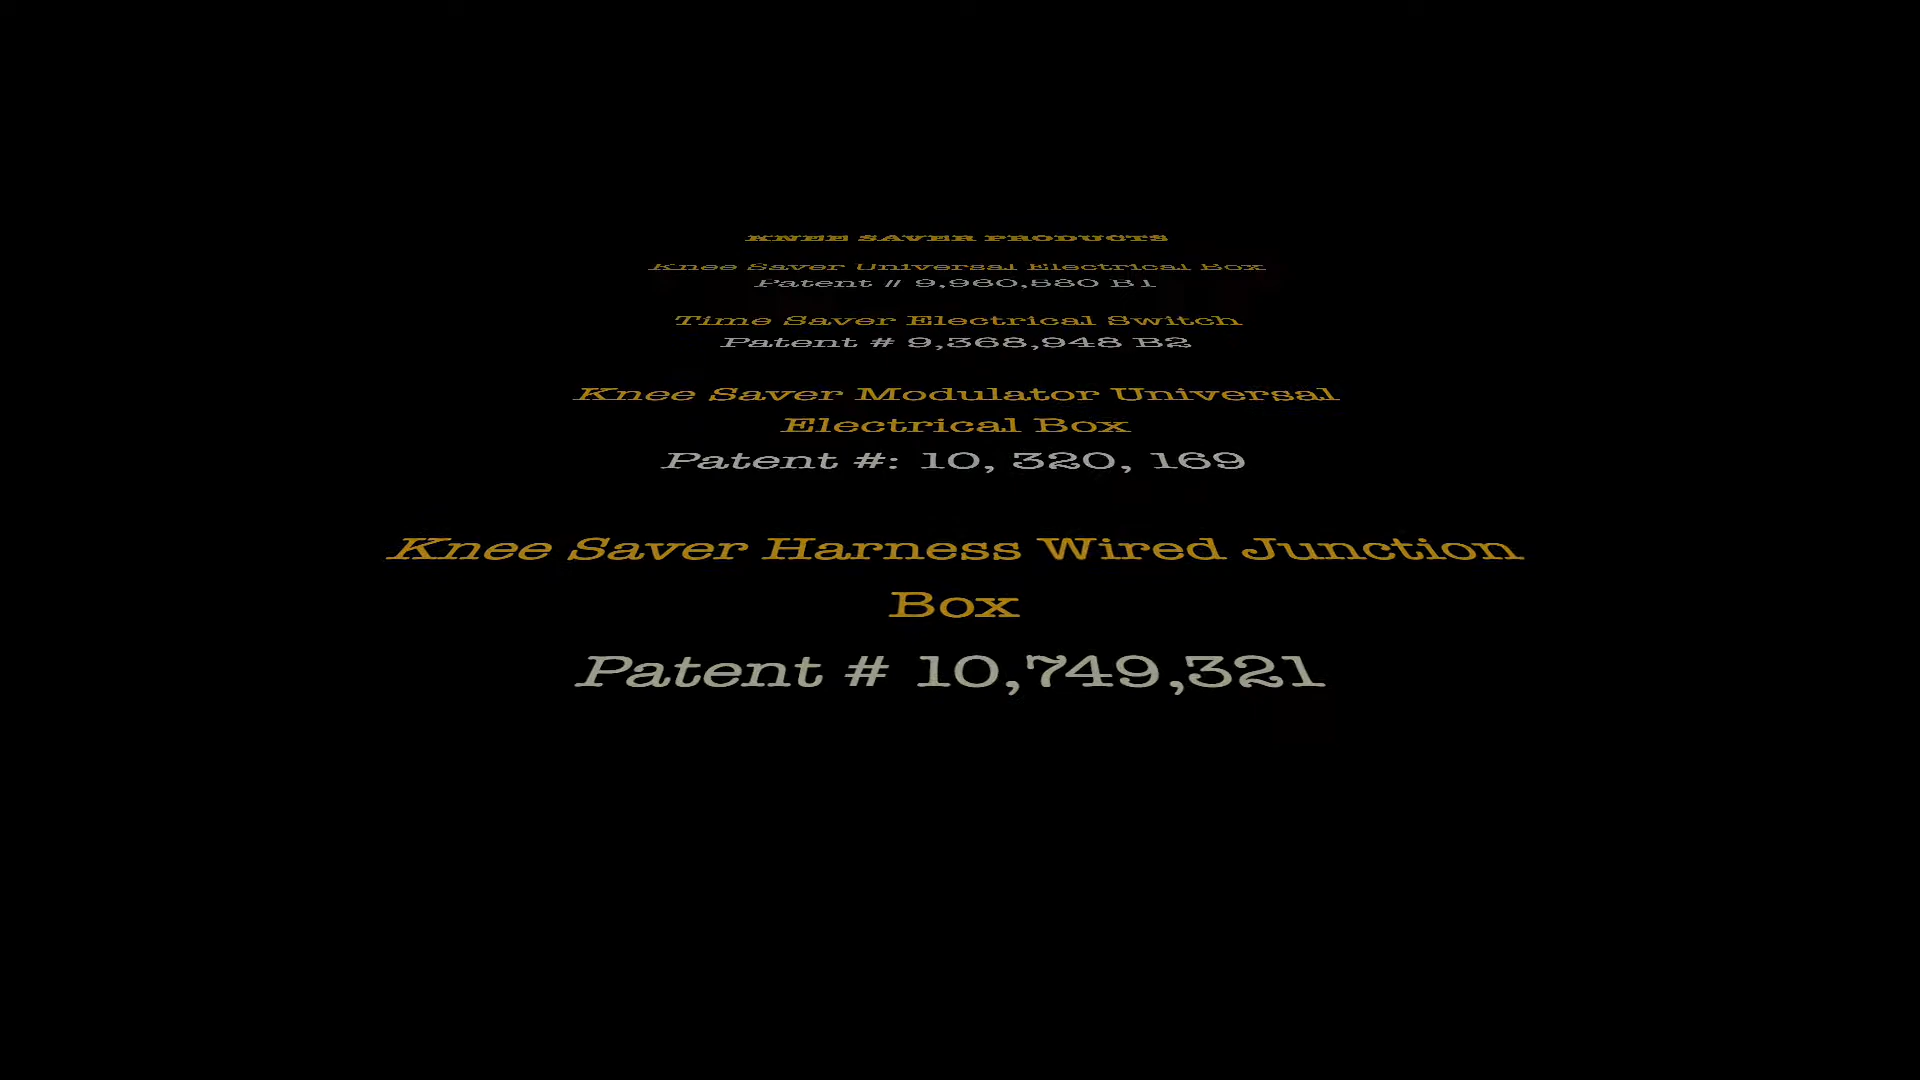 KNEE SAVER PRODUCTS
Knee Saver Universal Electrical Box
Patent # 9,960,580 B1
Time Saver Electrical Switch
Patent # 9,368,948 B2
Knee Saver Modulator Universal
Electrical Box
Patent #: 10, 320, 169
Knee Saver Harness Wired Junction
Box
Patent # 10,749,321